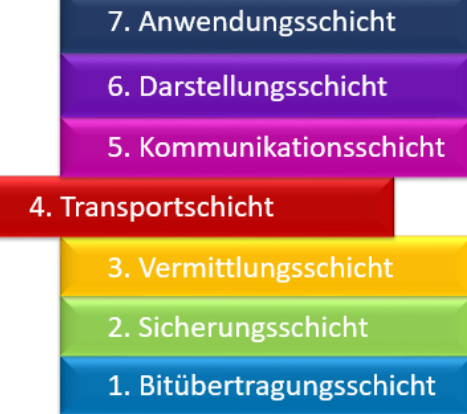 7. Anwendungsschicht
6. Darstellungsschicht
5. Kommunikationsschicht
4. Transportschicht
3. Vermittlungsschicht
2. Sicherungsschicht
1. Bitübertragungsschicht